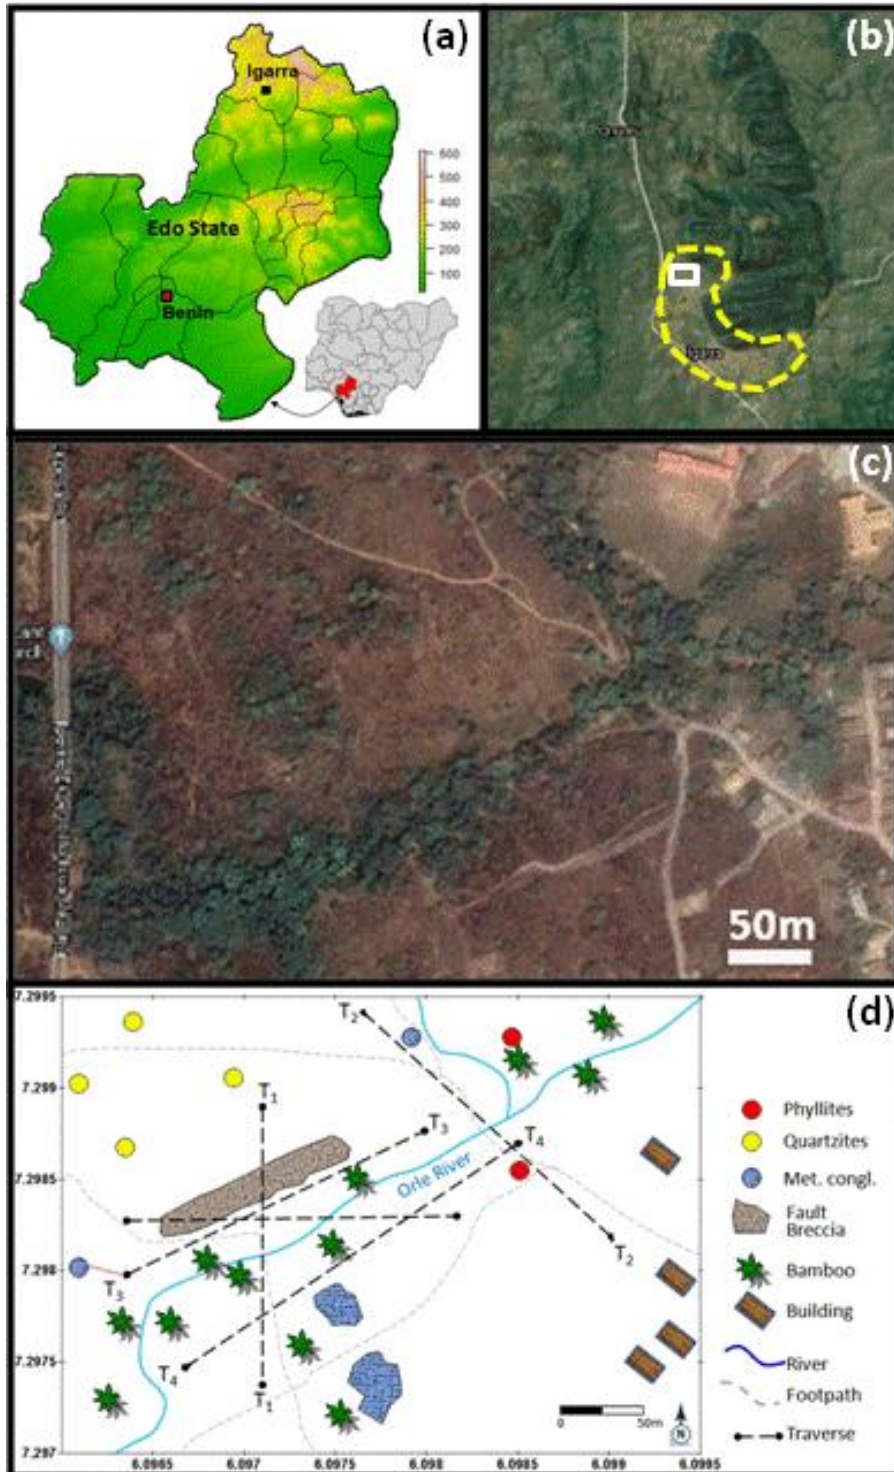 (a)
Igarra
Edo State
Benin
500
400
300
200
100
(b)
Igarra
(c)
50m
(d)
7.2995
7.299
7.2985
7.298
7.2975
7.297
6.0965
6.097
6.0975
6.098
6.0985
6.099
6.0995
T2
T1
T3
T4
Orle River
T2
T3
T4
T1
0
50m
N
Phyllites
Quartzites
Met. congl.
Fault
Breccia
Bamboo
Building
River
Footpath
Traverse